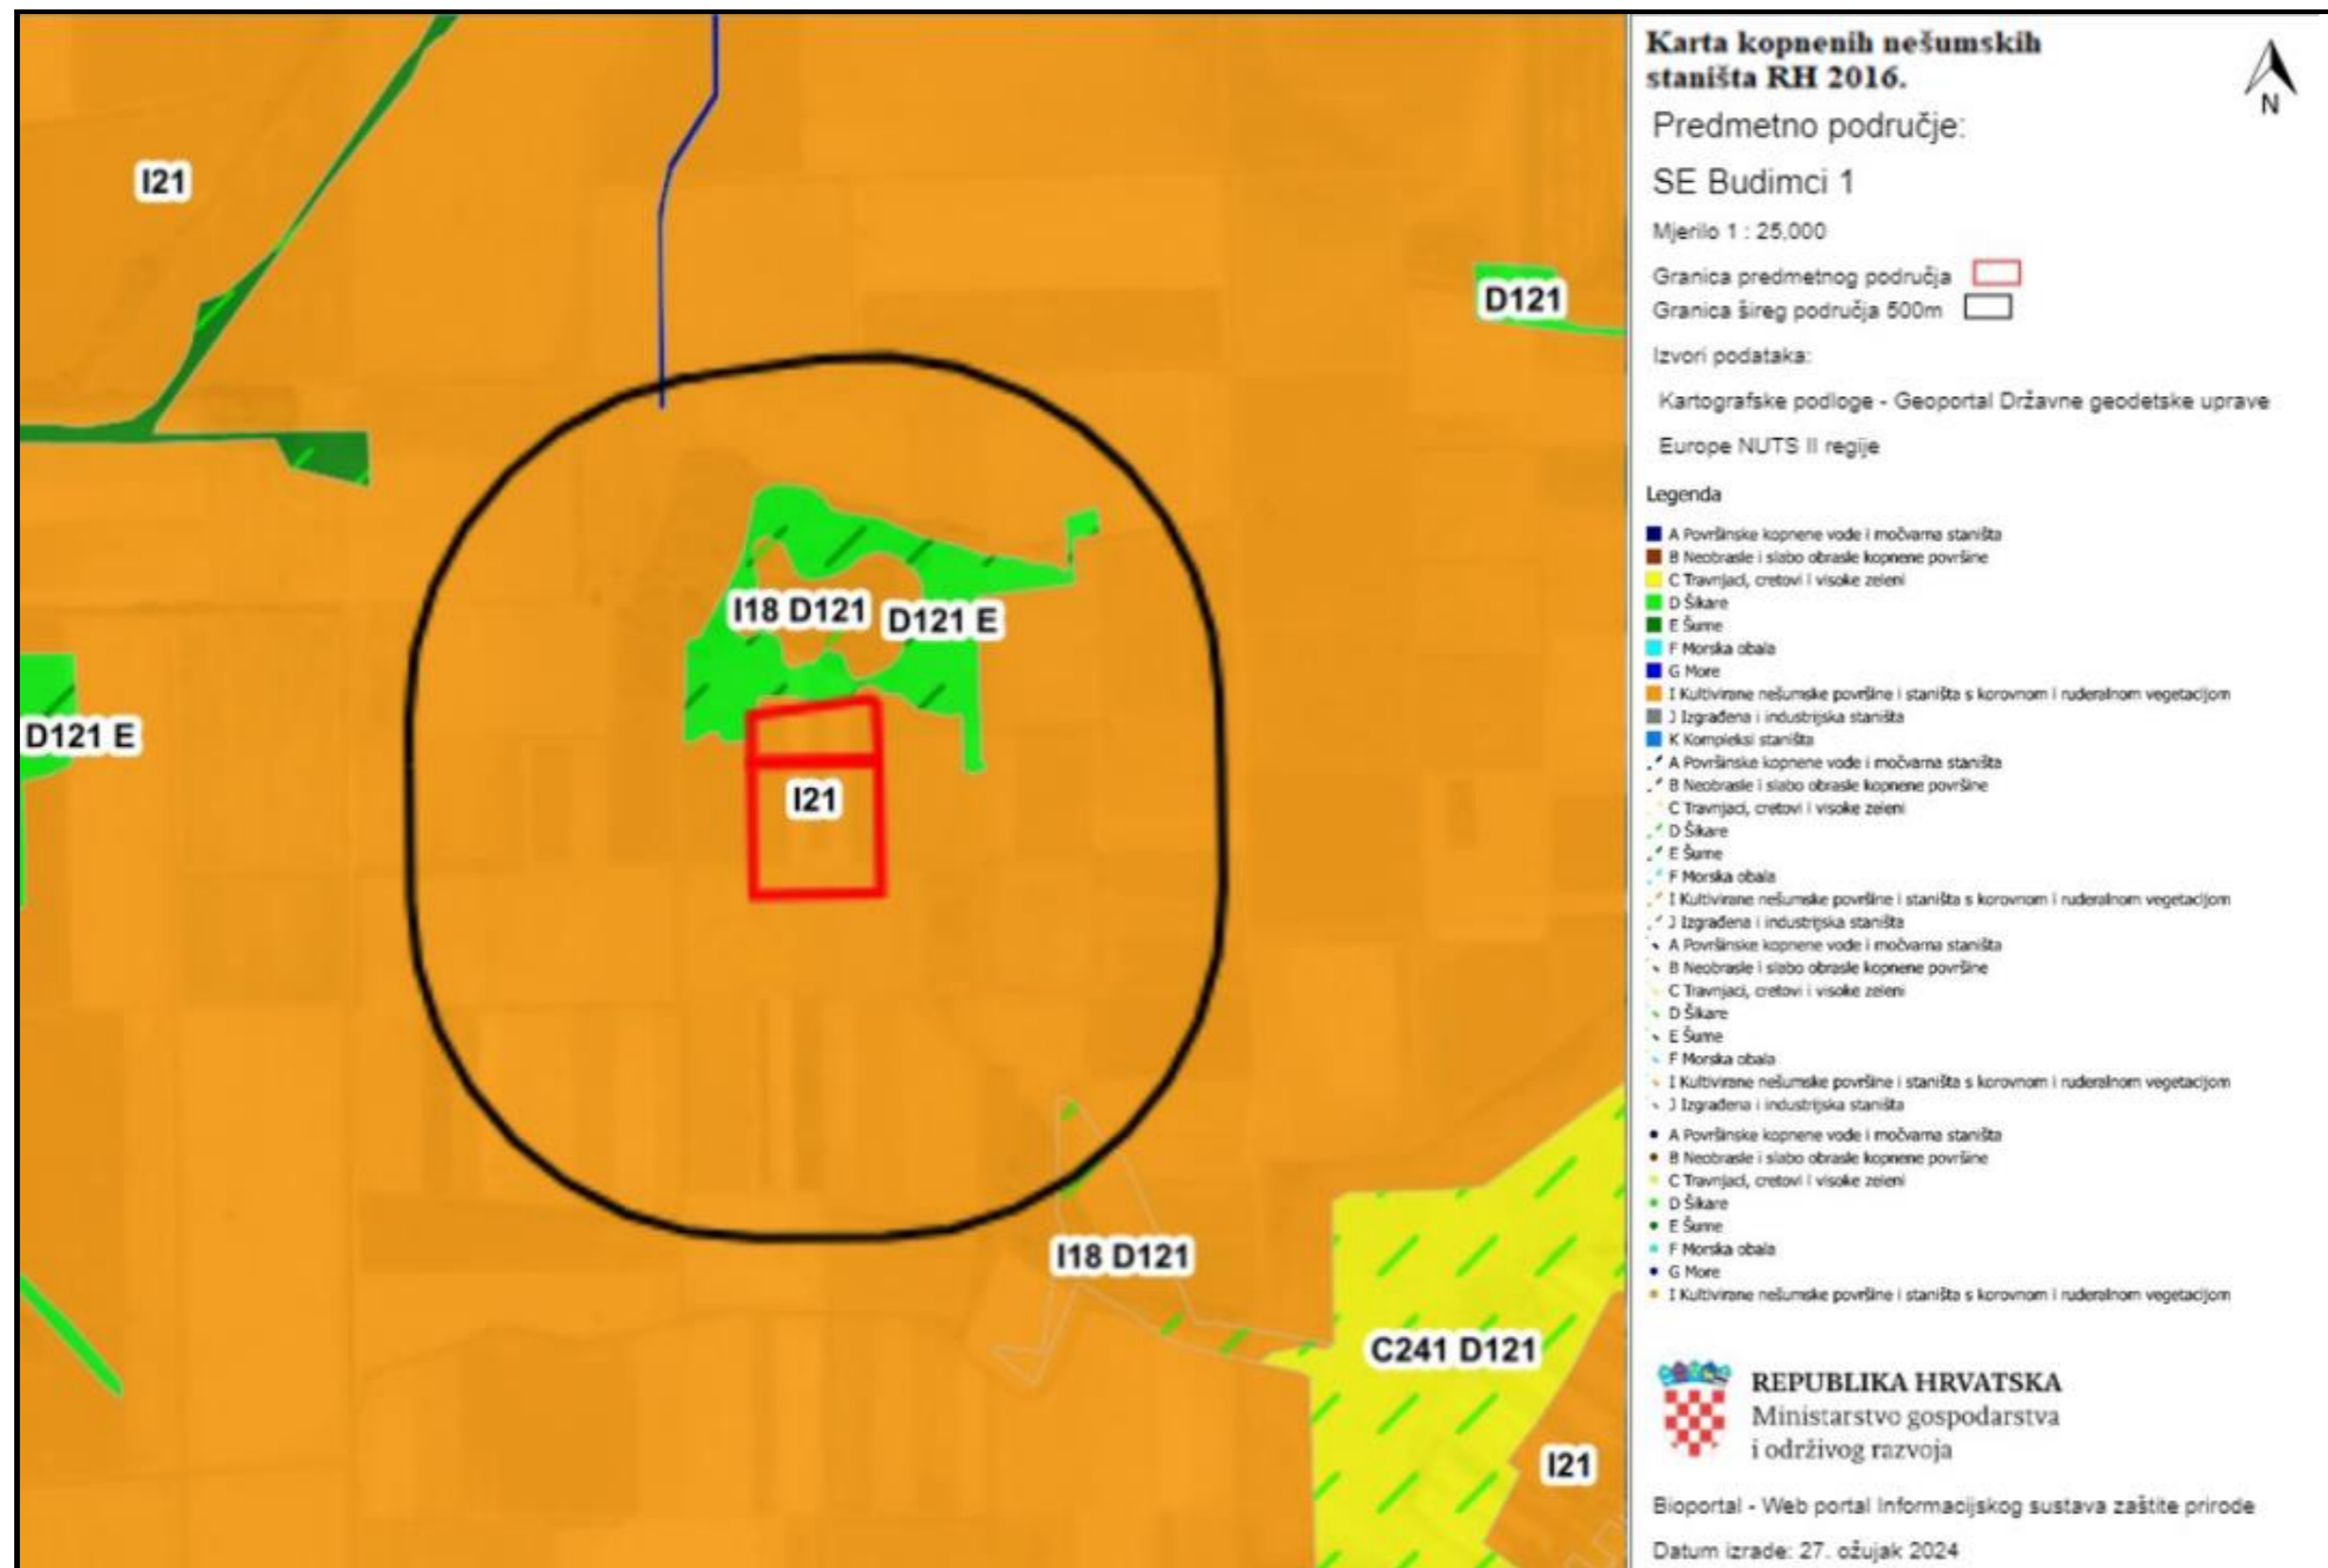 I21
D121
I18 D121
D121 E
D121 E
I21
I18 D121
C241 D121
I21
Karta kopnenih nešumskih
staništa RH 2016.
N
Predmetno područje:
SE Budimci 1
Mjerilo 1 : 25,000
Granica predmetnog područja
Granica šireg područja 500m
Izvori podataka:
Kartografske podloge - Geoportal Državne geodetske uprave
Europe NUTS II regije
Legenda
A Površinske kopnene vode i močvarna staništa
B Neobrasle i slabo obrasle kopnene površine
C Travnjaci, cretovi i visoke zeleni
D Šikare
E Šume
F Morska obala
G More
I Kultivirane nešumske površine i staništa s korovnom i ruderalnom vegetacijom
J Izgrađena i industrijska staništa
K Kompleksi staništa
A Površinske kopnene vode i močvarna staništa
B Neobrasle i slabo obrasle kopnene površine
C Travnjaci, cretovi i visoke zeleni
D Šikare
E Šume
F Morska obala
I Kultivirane nešumske površine i staništa s korovnom i ruderalnom vegetacijom
J Izgrađena i industrijska staništa
A Površinske kopnene vode i močvarna staništa
B Neobrasle i slabo obrasle kopnene površine
C Travnjaci, cretovi i visoke zeleni
D Šikare
E Šume
F Morska obala
I Kultivirane nešumske površine i staništa s korovnom i ruderalnom vegetacijom
J Izgrađena i industrijska staništa
A Površinske kopnene vode i močvarna staništa
B Neobrasle i slabo obrasle kopnene površine
C Travnjaci, cretovi i visoke zeleni
D Šikare
E Šume
F Morska obala
G More
I Kultivirane nešumske površine i staništa s korovnom i ruderalnom vegetacijom
REPUBLIKA HRVATSKA
Ministarstvo gospodarstva
i održivog razvoja
Bioportal - Web portal Informacijskog sustava zaštite prirode
Datum izrade: 27. ožujak 2024